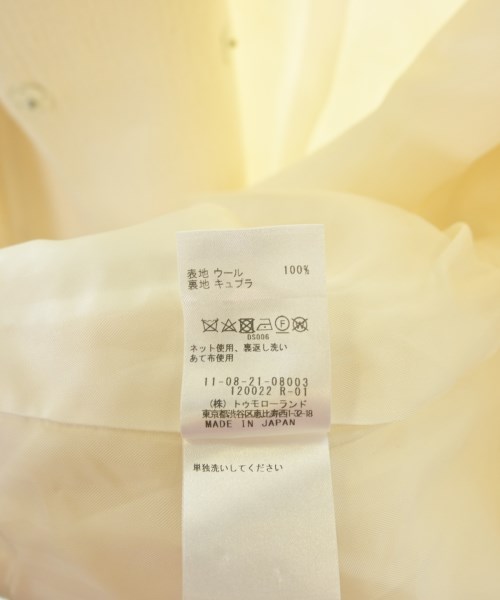 表地 ウール 100%
裏地 キュプラ
DS006
ネット使用、裏返し洗い
あて布使用
11-08-21-08003
120022 R-01
(株) トゥモローランド
東京都渋谷区恵比寿西1-32-18
MADE IN JAPAN
単独洗いしてください